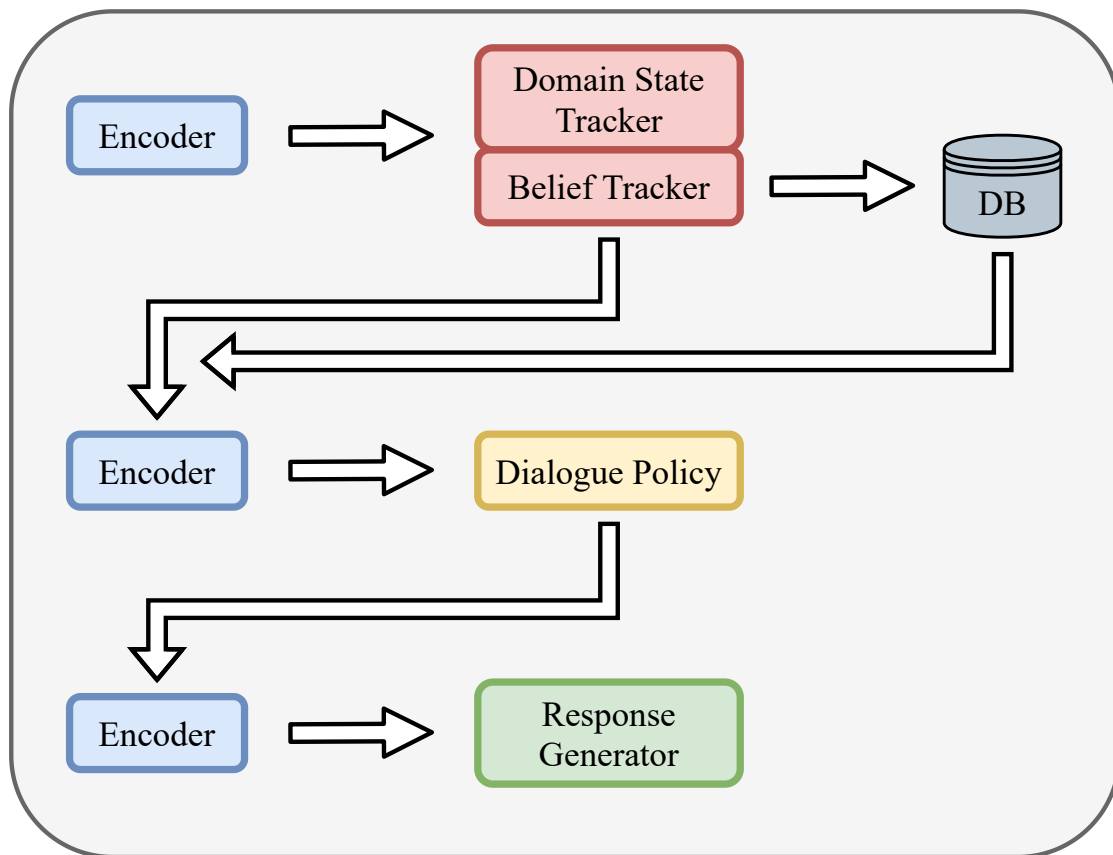 Encoder
Domain State
Tracker
Belief Tracker
DB
Encoder
Dialogue Policy
Encoder
Response
Generator